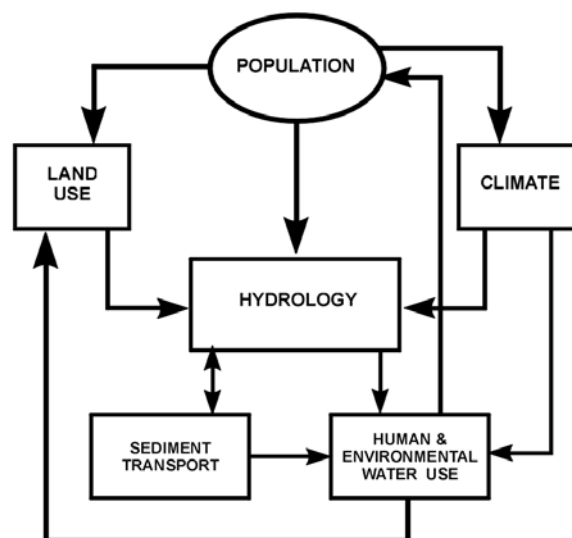 POPULATION
LAND
USE
CLIMATE
HYDROLOGY
SEDIMENT
TRANSPORT
HUMAN &
ENVIRONMENTAL
WATER USE